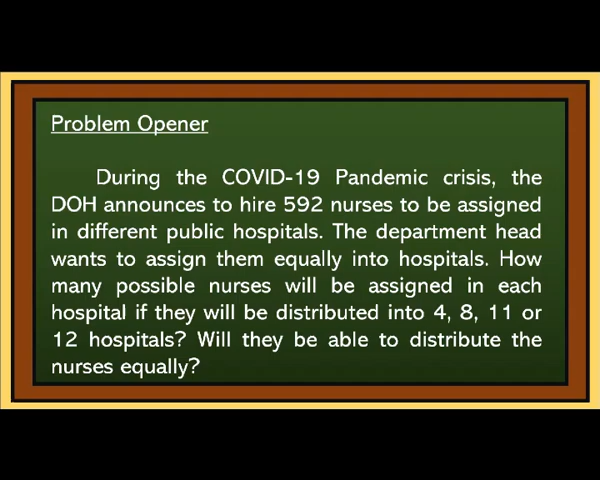 Problem Opener
During the COVID-19 Pandemic crisis, the
DOH announces to hire 592 nurses to be assigned
in different public hospitals. The department head
wants to assign them equally into hospitals. How
many possible nurses will be assigned in each
hospital if they will be distributed into 4, 8, 11 or
12 hospitals? Will they be able to distribute the
nurses equally?